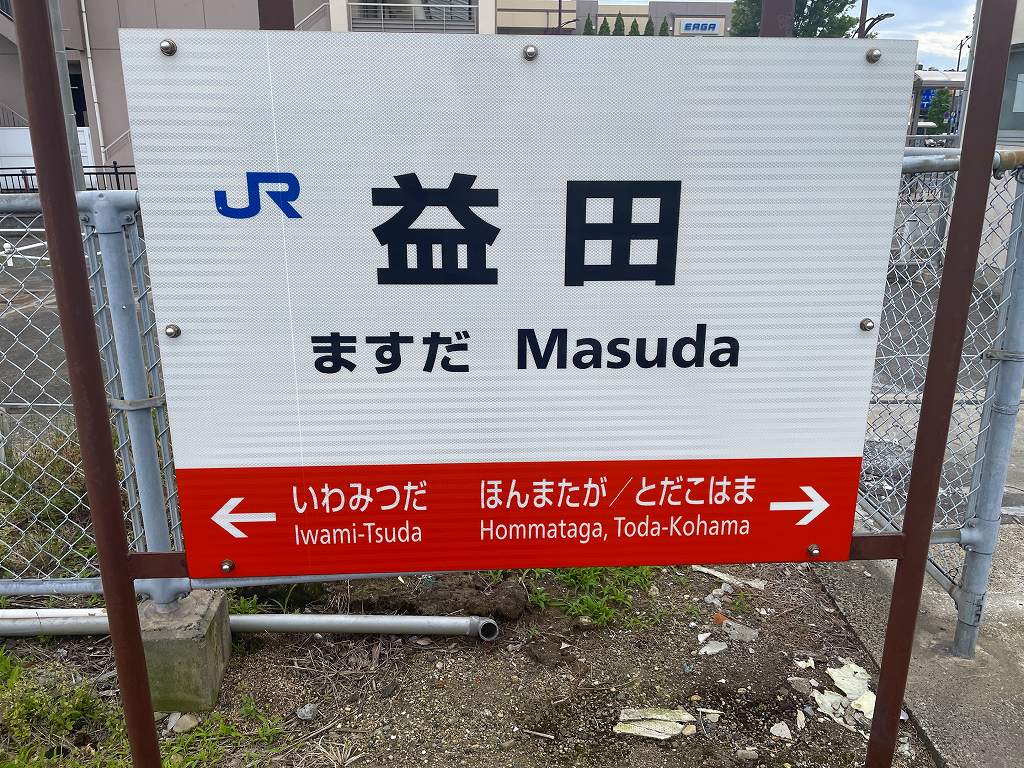 EAGA
JR
益田
ますだ Masuda
← いわみつだ ほんまたが／とだこはま →
Iwami-Tsuda Hommataga, Toda-Kohama